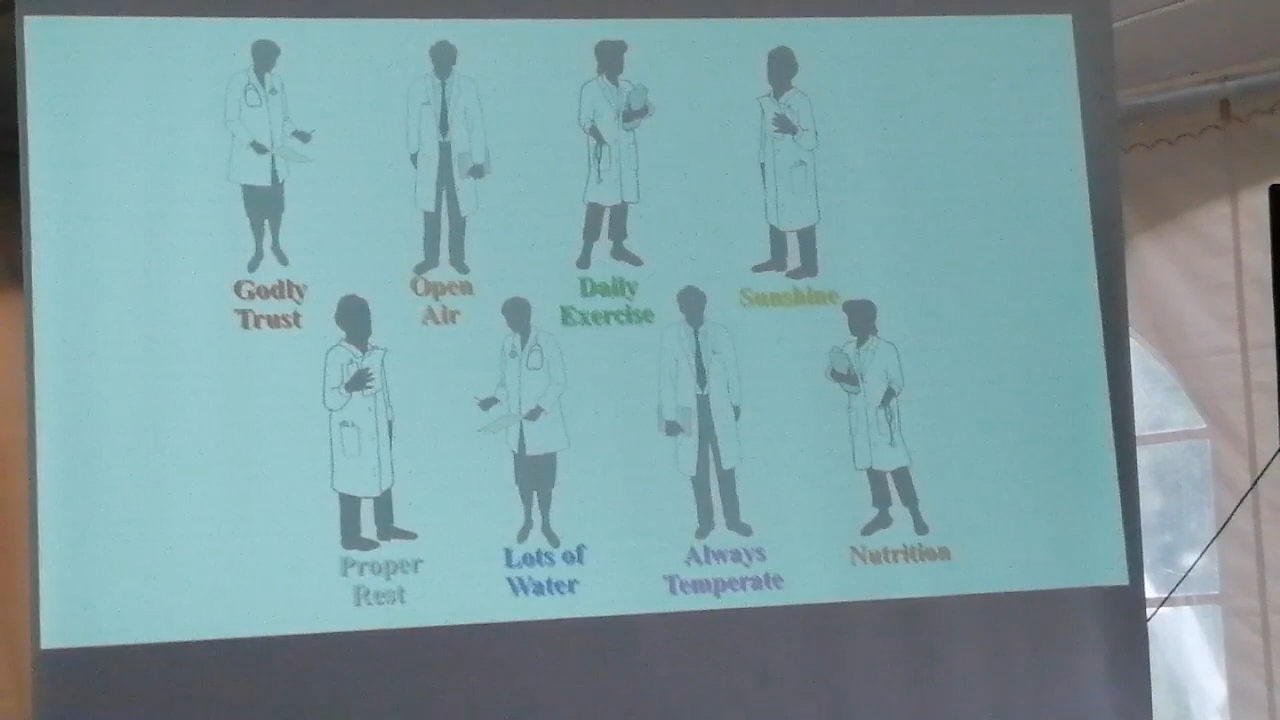 Godly
Trust
Open
Air
Daily
Exercise
Sunshine
Proper
Rest
Lots of
Water
Always
Temperate
Nutrition